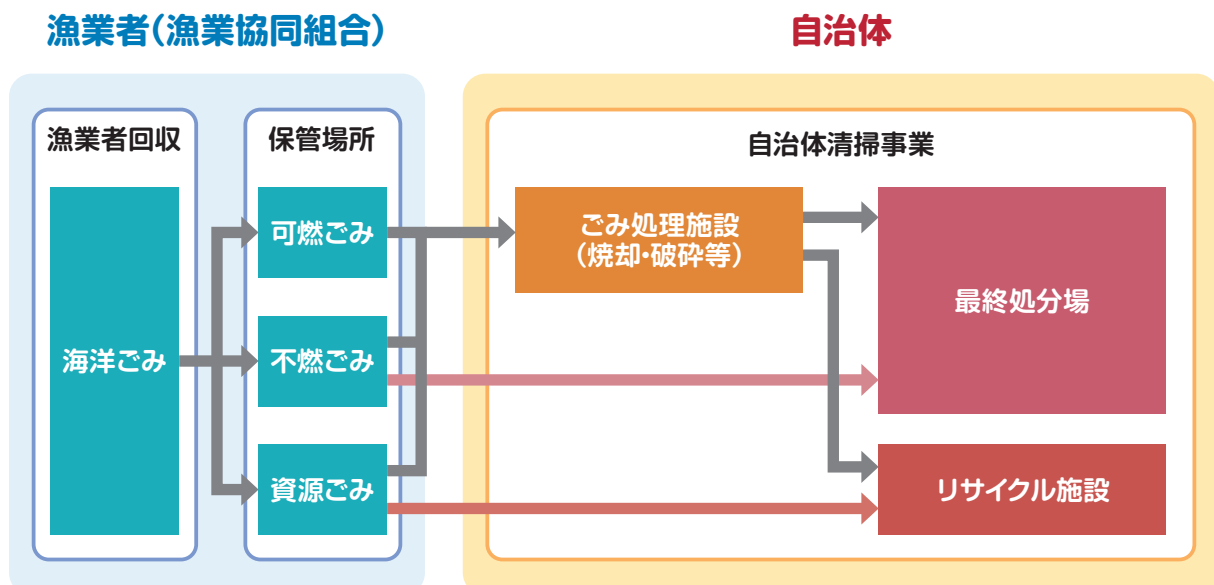 漁業者(漁業協同組合)
自治体
漁業者回収
保管場所
自治体清掃事業
海洋ごみ
可燃ごみ
不燃ごみ
資源ごみ
ごみ処理施設
(焼却・破砕等)
最終処分場
リサイクル施設